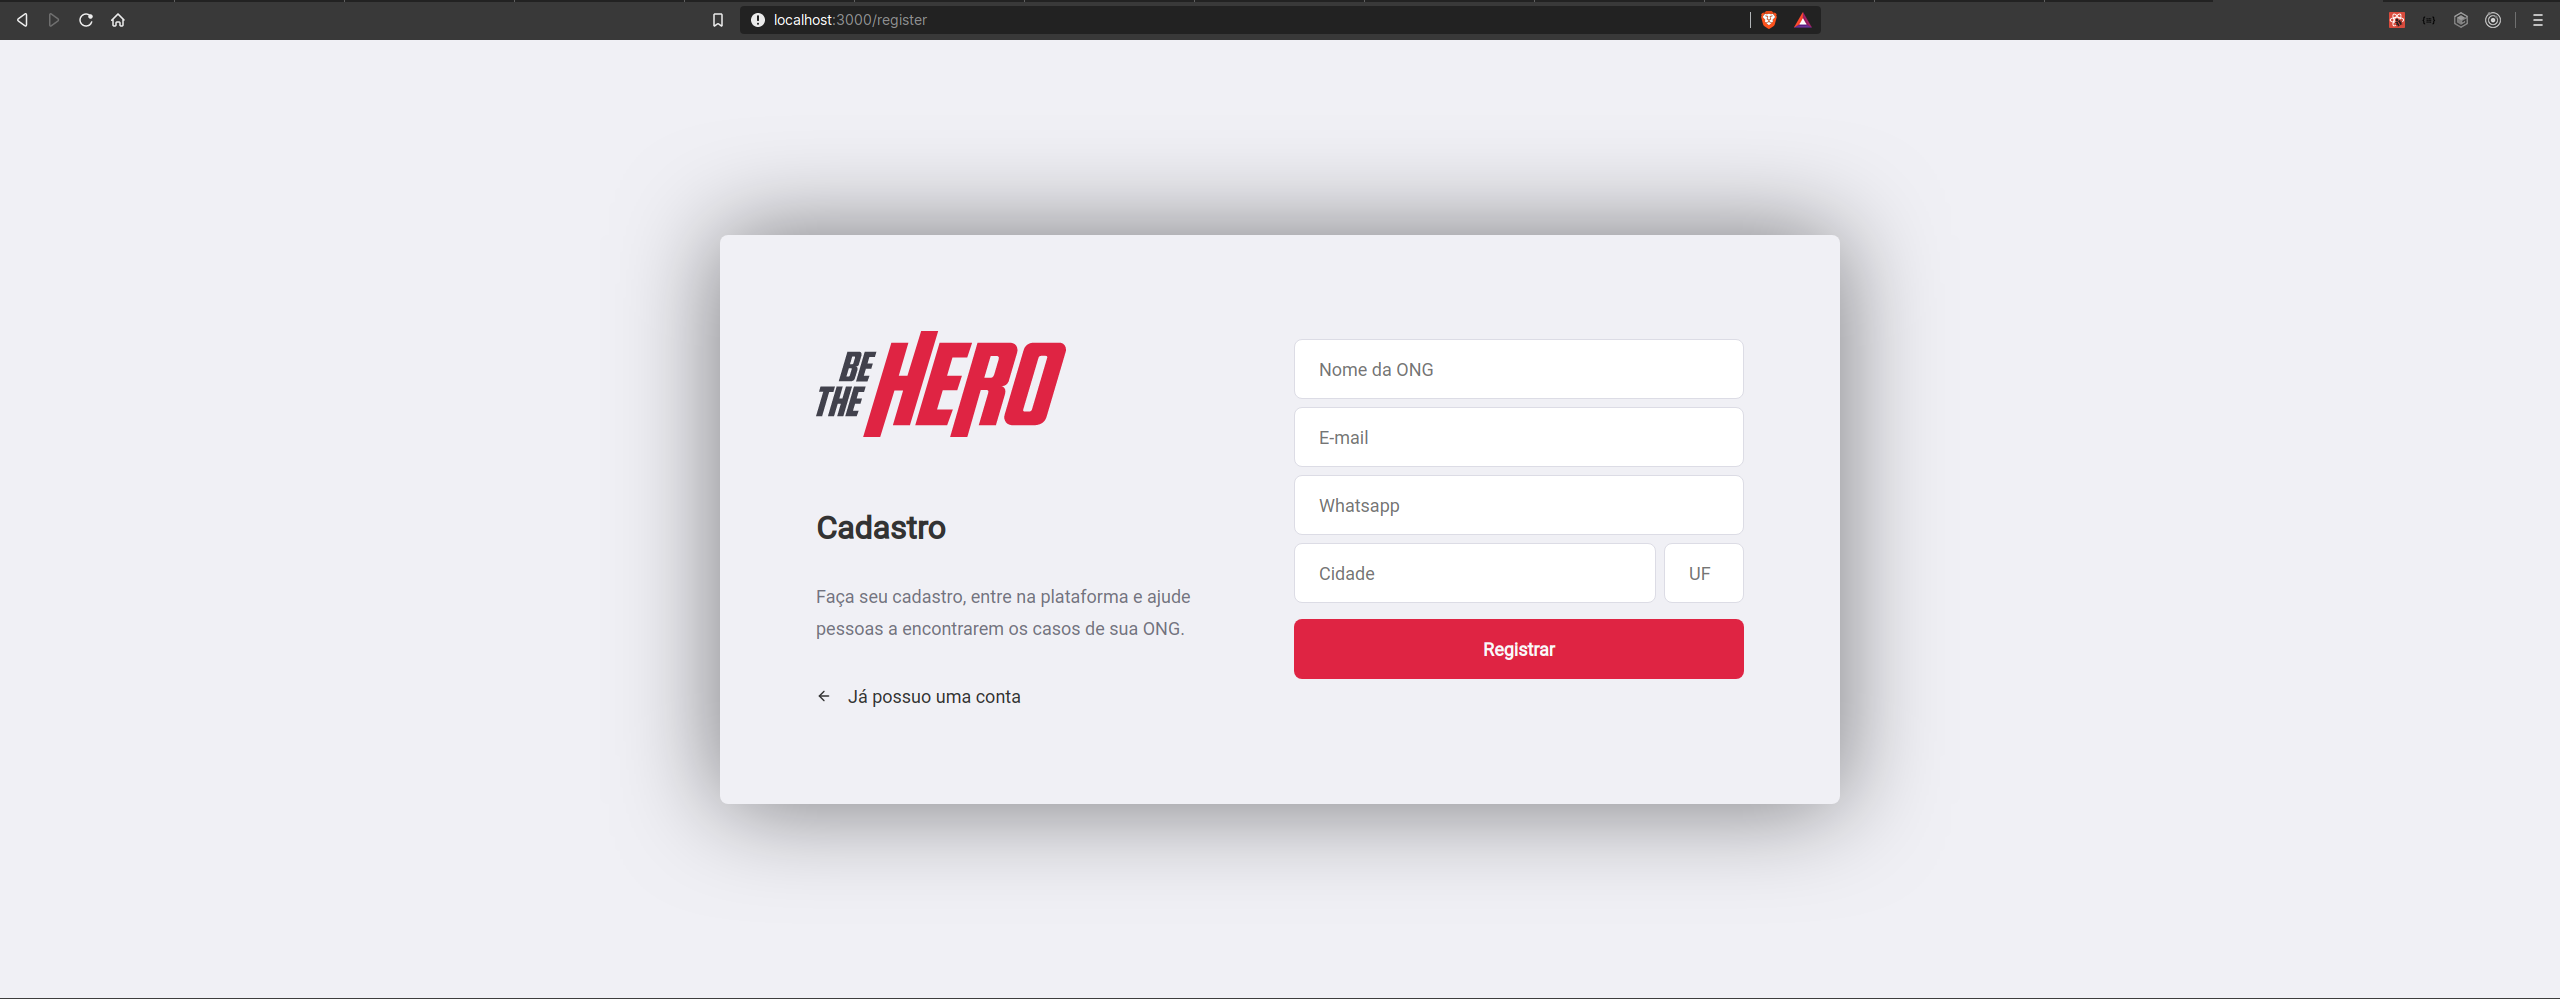 localhost:3000/register
BE
THE
HERO
Cadastro
Faça seu cadastro, entre na plataforma e ajude
pessoas a encontrarem os casos de sua ONG.
Já possuo uma conta
Nome da ONG
E-mail
Whatsapp
Cidade
UF
Registrar